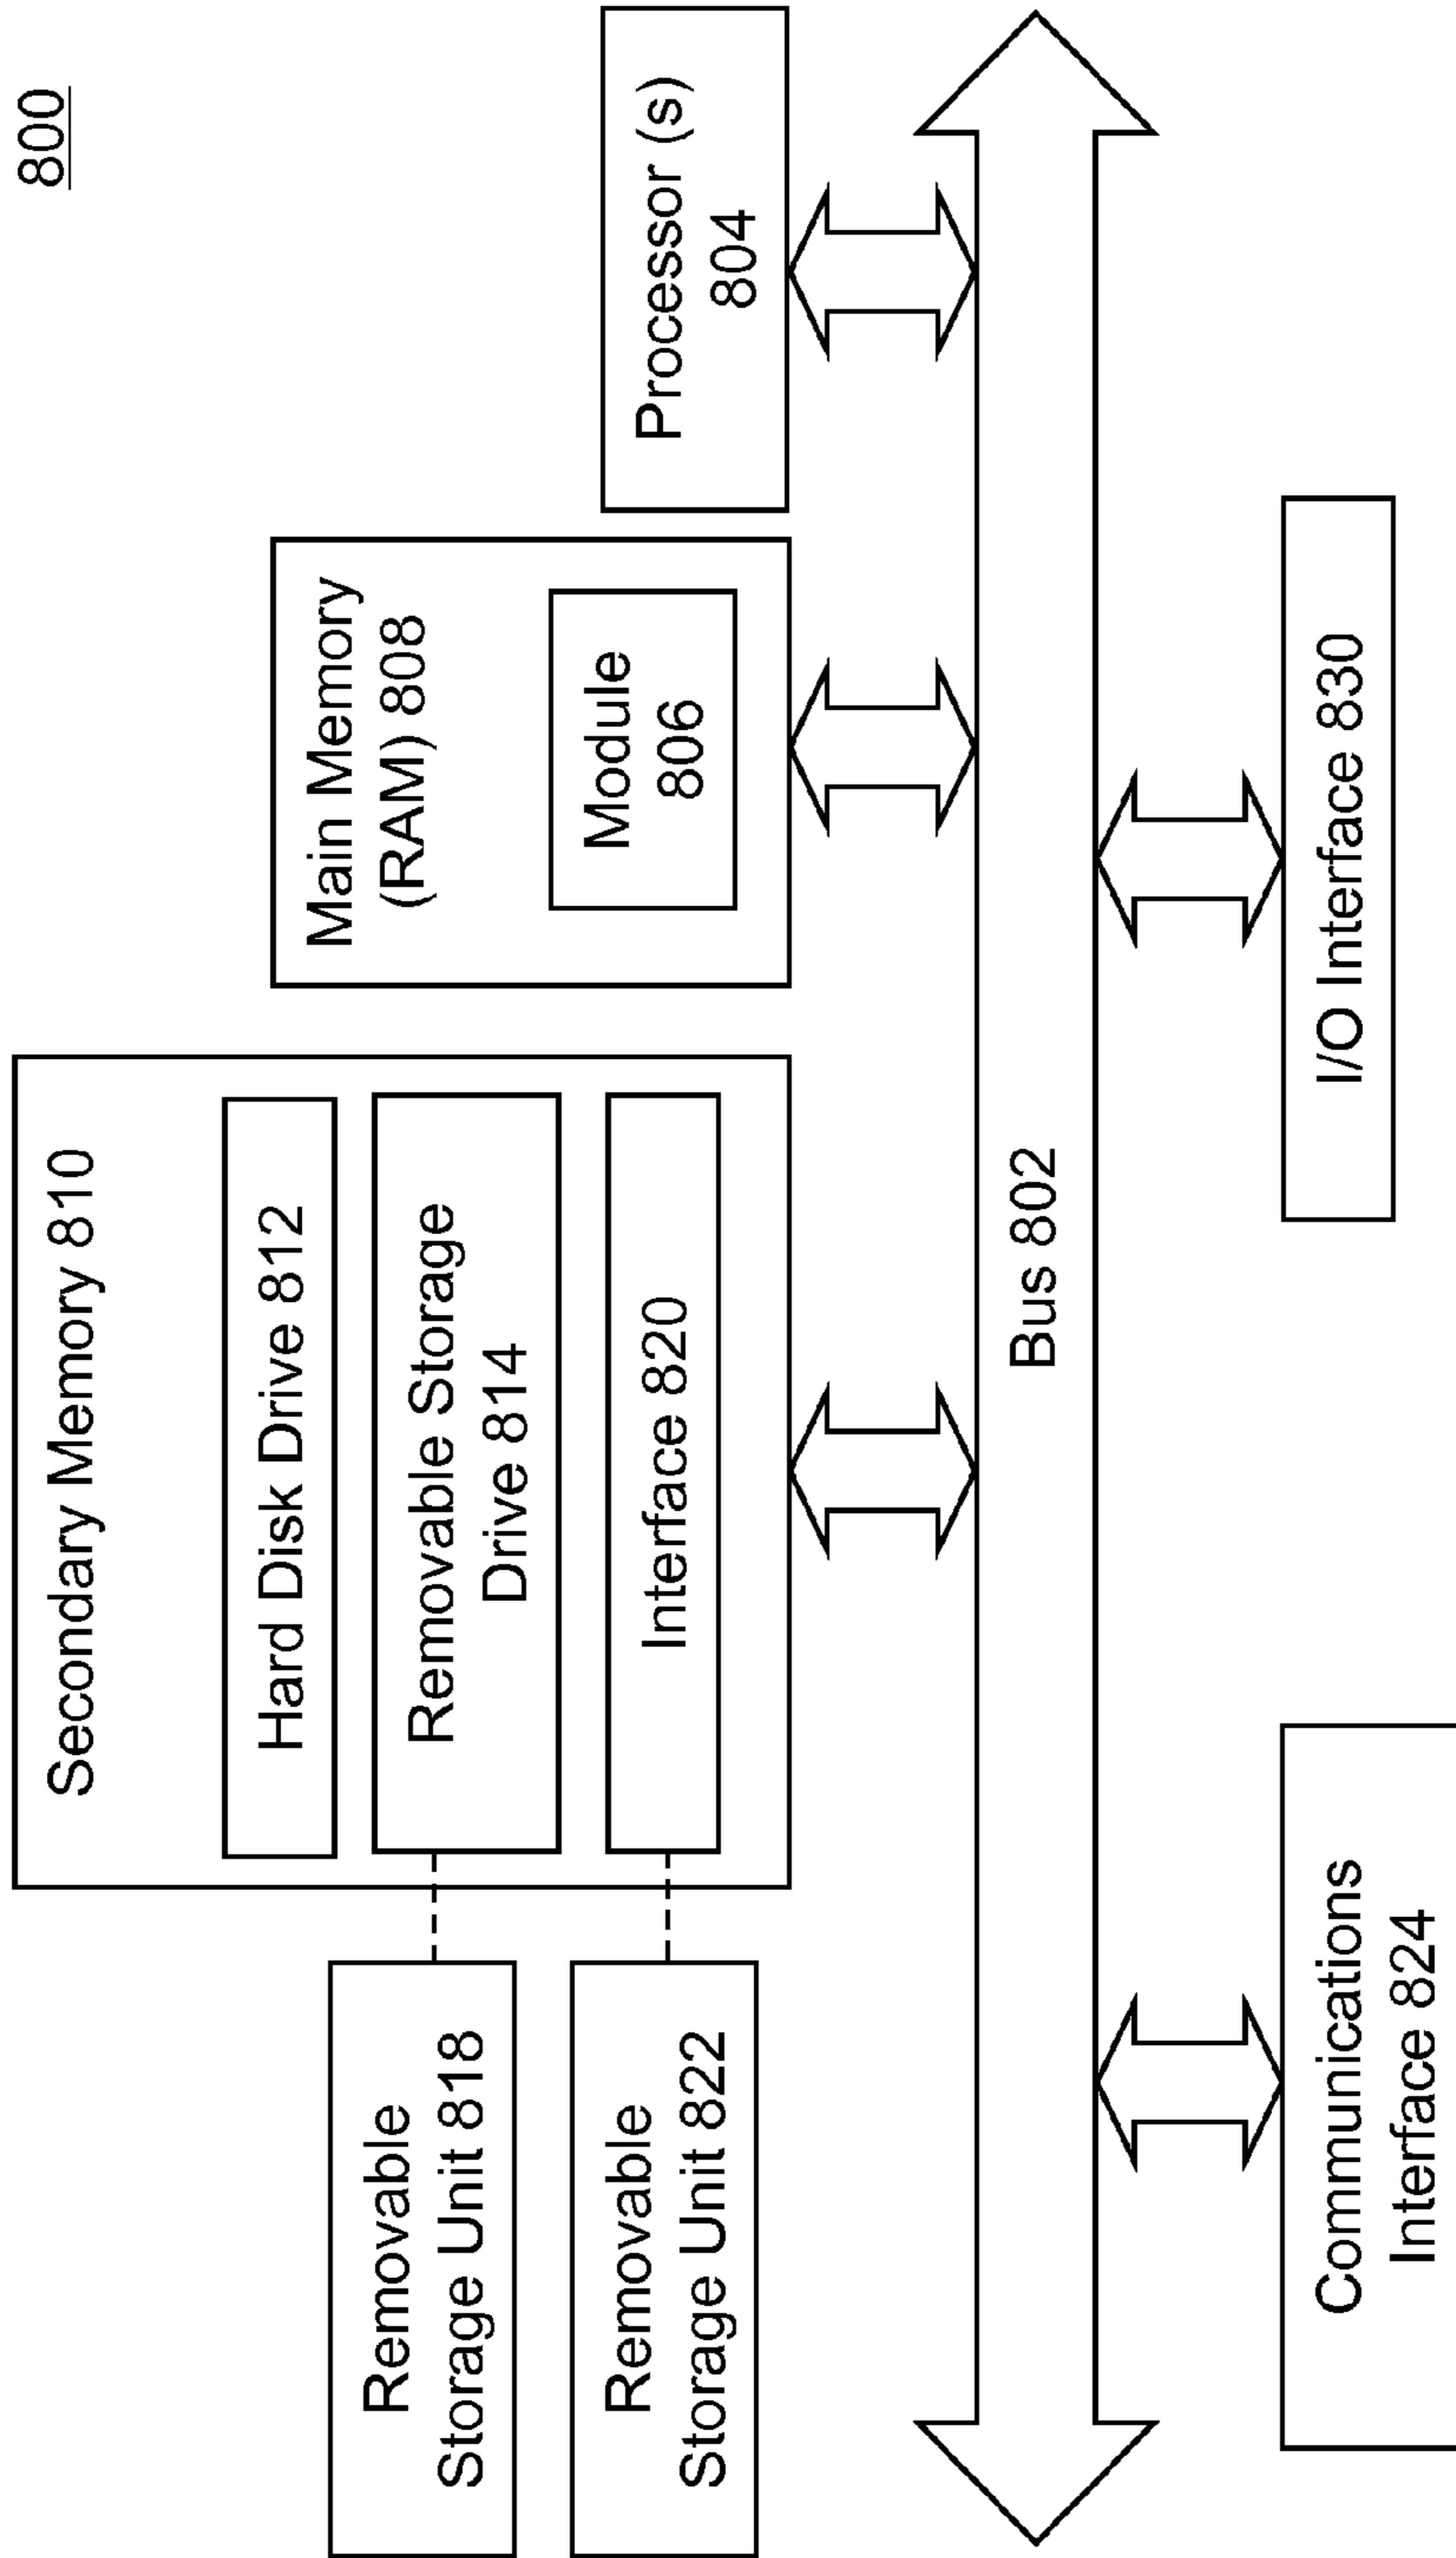 800
Removable
Storage Unit 818
Removable
Storage Unit 822
Secondary Memory 810
Hard Disk Drive 812
Removable Storage
Drive 814
Interface 820
Main Memory
(RAM) 808
Module
806
Processor (s)
804
Bus 802
Communications
Interface 824
I/O Interface 830